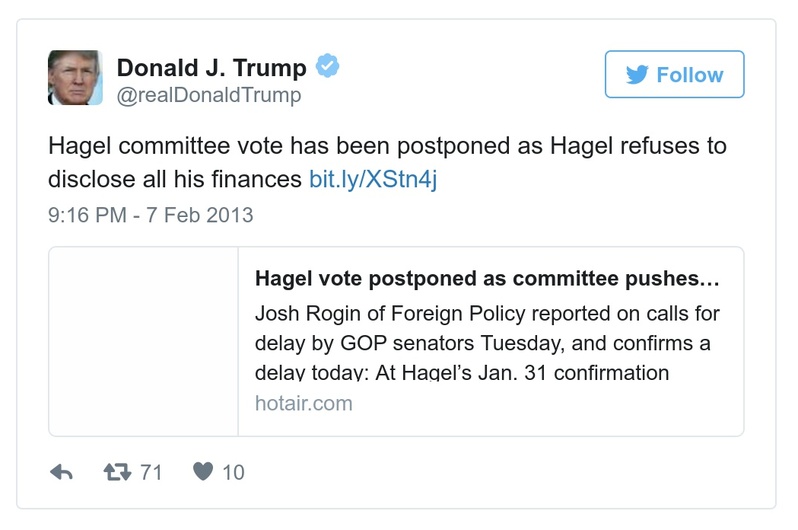 Donald J. Trump
@realDonaldTrump
Follow
Hagel committee vote has been postponed as Hagel refuses to
disclose all his finances bit.ly/XStn4j
9:16 PM - 7 Feb 2013
Hagel vote postponed as committee pushes…
Josh Rogin of Foreign Policy reported on calls for
delay by GOP senators Tuesday, and confirms a
delay today: At Hagel's Jan. 31 confirmation
hotair.com
71
10